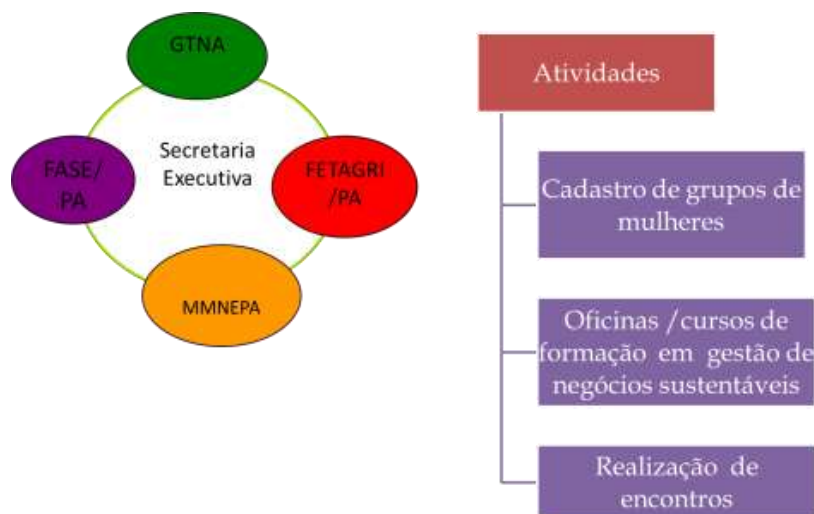 GTNA
FASE/
PA
Secretaria
Executiva
FETAGRI
/PA
MMNEPA
Atividades
Cadastro de grupos de
mulheres
Oficinas /cursos de
formação em gestão de
negócios sustentáveis
Realização de
encontros